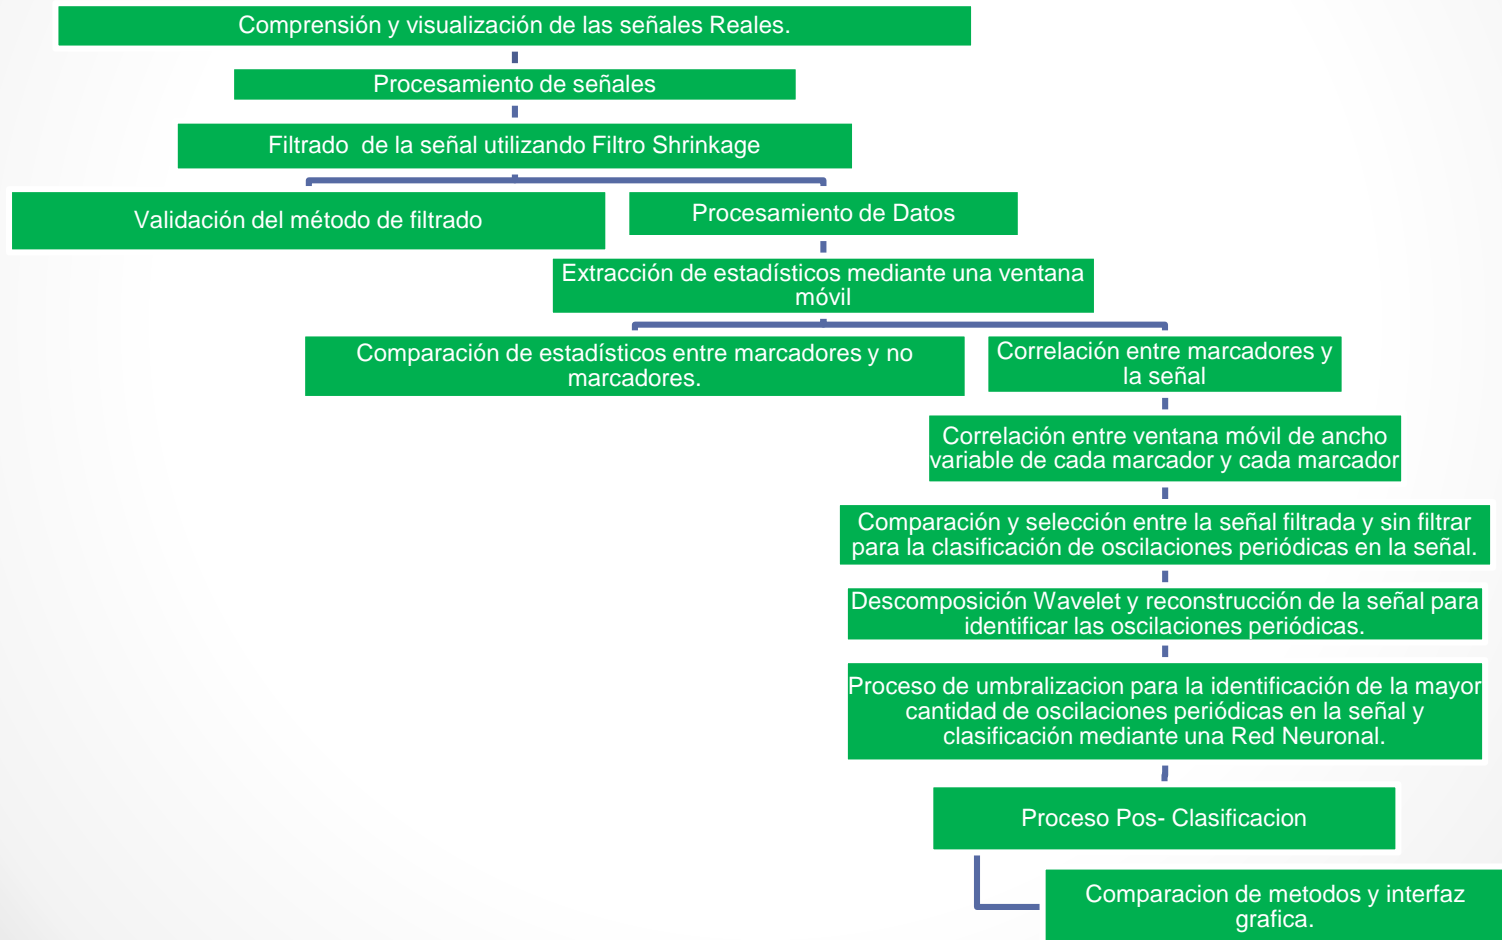 Comprensión y visualización de las señales Reales.
Procesamiento de señales
Filtrado  de la señal utilizando Filtro Shrinkage
Validación del método de filtrado
Procesamiento de Datos
Extracción de estadísticos mediante una ventana
móvil
Comparación de estadísticos entre marcadores y no
marcadores.
Correlación entre marcadores y
la señal
Correlación entre ventana móvil de ancho
variable de cada marcador y cada marcador
Comparación y selección entre la señal filtrada y sin filtrar
para la clasificación de oscilaciones periódicas en la señal.
Descomposición Wavelet y reconstrucción de la señal para
identificar las oscilaciones periódicas.
Proceso de umbralizacion para la identificación de la mayor
cantidad de oscilaciones periódicas en la señal y
clasificación mediante una Red Neuronal.
Proceso Pos- Clasificacion
Comparacion de metodos y interfaz
grafica.